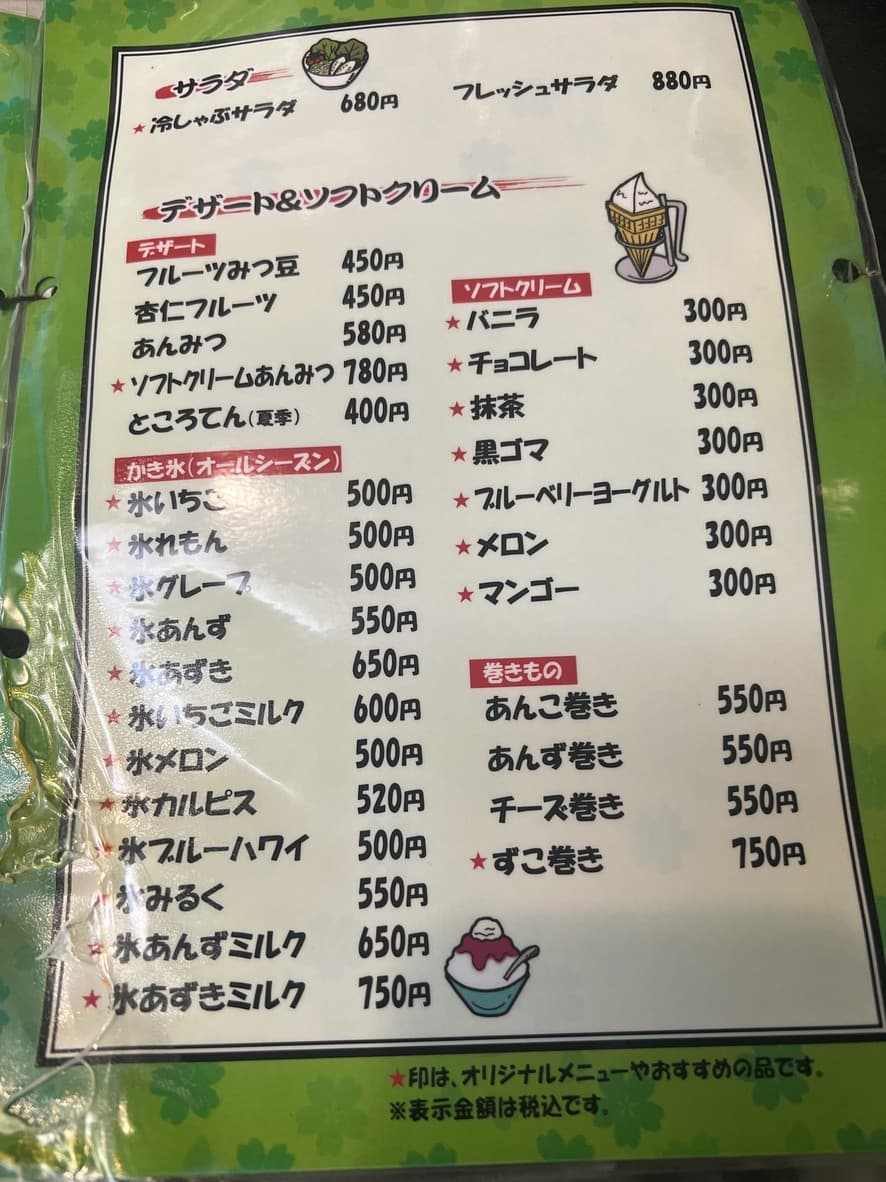 サラダ
★冷しゃぶサラダ 680円
フレッシュサラダ 880円
デザート&ソフトクリーム
デザート
フルーツみつ豆 450円
杏仁フルーツ 450円
あんみつ 580円
★ソフトクリームあんみつ 780円
ところてん(夏季) 400円
かき氷(オールシーズン)
★氷いちご 500円
★氷れもん 500円
★氷グレープ 500円
★氷あんず 550円
★氷あずき 650円
★氷いちごミルク 600円
★氷メロン 500円
★氷カルピス 520円
★氷ブルーハワイ 500円
★氷みるく 550円
★氷あんずミルク 650円
★氷あずきミルク 750円
ソフトクリーム
★バニラ 300円
★チョコレート 300円
★抹茶 300円
★黒ゴマ 300円
★ブルーベリーヨーグルト 300円
★メロン 300円
★マンゴー 300円
巻きもの
あんこ巻き 550円
あんず巻き 550円
チーズ巻き 550円
★ずこ巻き 750円
★印は、オリジナルメニューやおすすめの品です。
※表示金額は税込です。